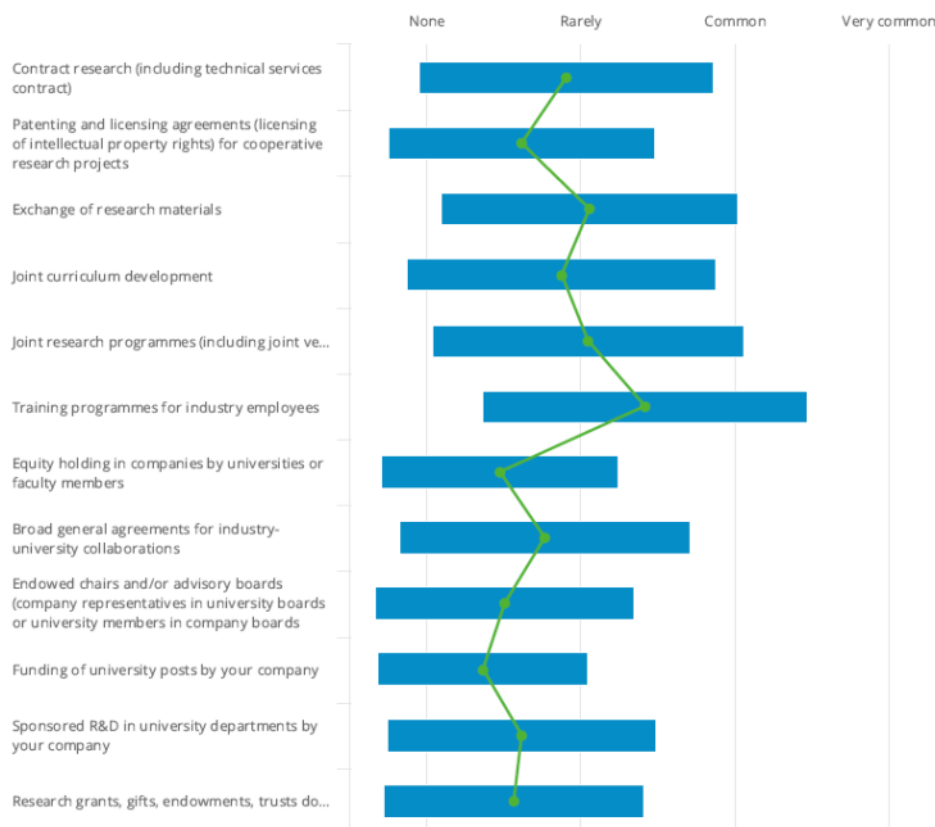 None Rarely Common Very common
Contract research (including technical services
contract)
Patenting and licensing agreements (licensing
of intellectual property rights) for cooperative
research projects
Exchange of research materials
Joint curriculum development
Joint research programmes (including joint ve...
Training programmes for industry employees
Equity holding in companies by universities or
faculty members
Broad general agreements for industry-
university collaborations
Endowed chairs and/or advisory boards
(company representatives in university boards
or university members in company boards
Funding of university posts by your company
Sponsored R&D in university departments by
your company
Research grants, gifts, endowments, trusts do...